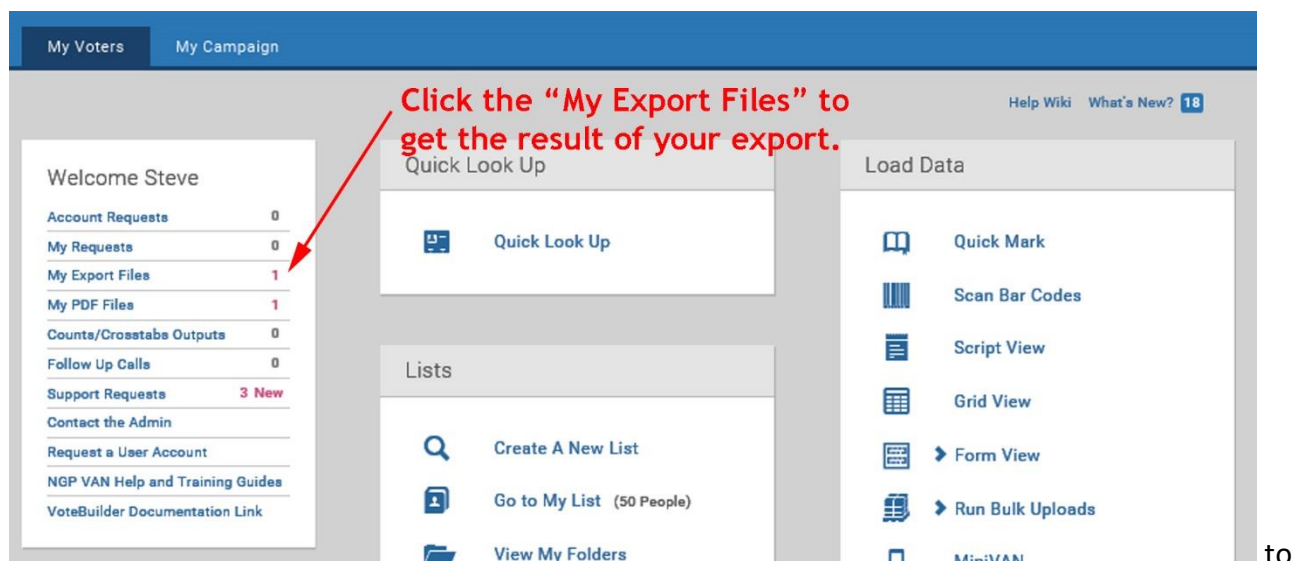 My Voters My Campaign
Click the “My Export Files” to
get the result of your export.
Help Wiki What's New? 18
Welcome Steve
Account Requests 0
My Requests 0
My Export Files 1
My PDF Files 1
Counts/Crosstabs Outputs 0
Follow Up Calls 0
Support Requests 3 New
Contact the Admin
Request a User Account
NGP VAN Help and Training Guides
VoteBuilder Documentation Link
Quick Look Up
Quick Look Up
Lists
Create A New List
Go to My List (50 People)
View My Folders
Load Data
Quick Mark
Scan Bar Codes
Script View
Grid View
Form View
Run Bulk Uploads
MiniVAN
to